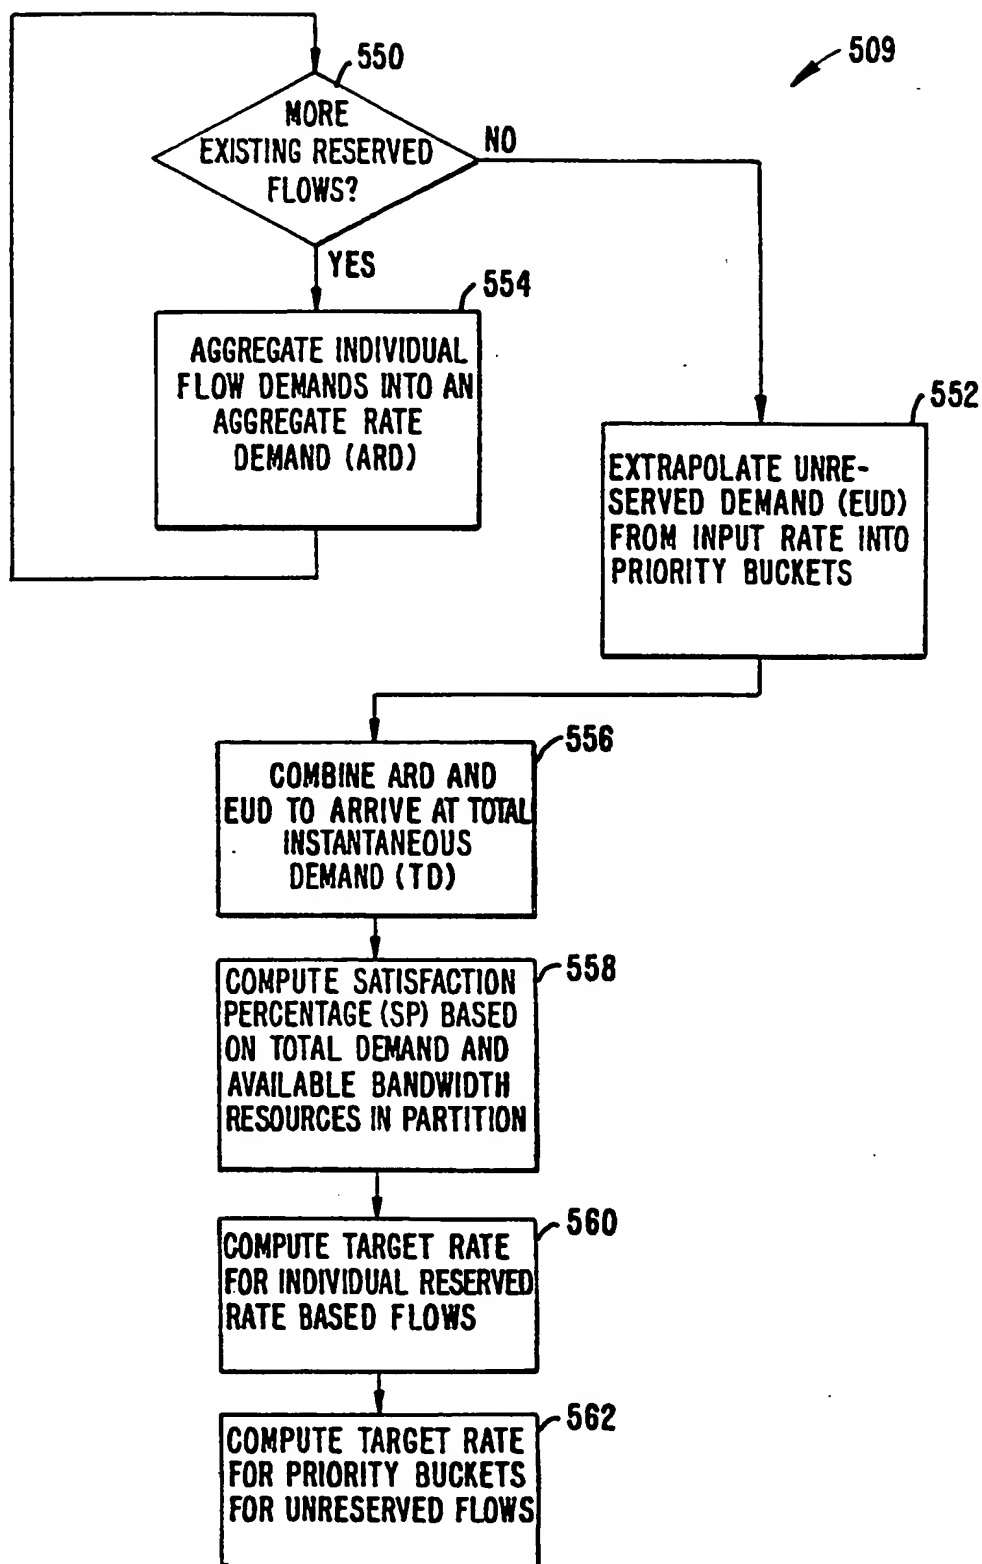 509
550
MORE
EXISTING RESERVED
FLOWS?
NO
YES
554
AGGREGATE INDIVIDUAL
FLOW DEMANDS INTO AN
AGGREGATE RATE
DEMAND (ARD)
552
EXTRAPOLATE UNRE-
SERVED DEMAND (EUD)
FROM INPUT RATE INTO
PRIORITY BUCKETS
556
COMBINE ARD AND
EUD TO ARRIVE AT TOTAL
INSTANTANEOUS
DEMAND (TD)
558
COMPUTE SATISFACTION
PERCENTAGE (SP) BASED
ON TOTAL DEMAND AND
AVAILABLE BANDWIDTH
RESOURCES IN PARTITION
560
COMPUTE TARGET RATE
FOR INDIVIDUAL RESERVED
RATE BASED FLOWS
562
COMPUTE TARGET RATE
FOR PRIORITY BUCKETS
FOR UNRESERVED FLOWS